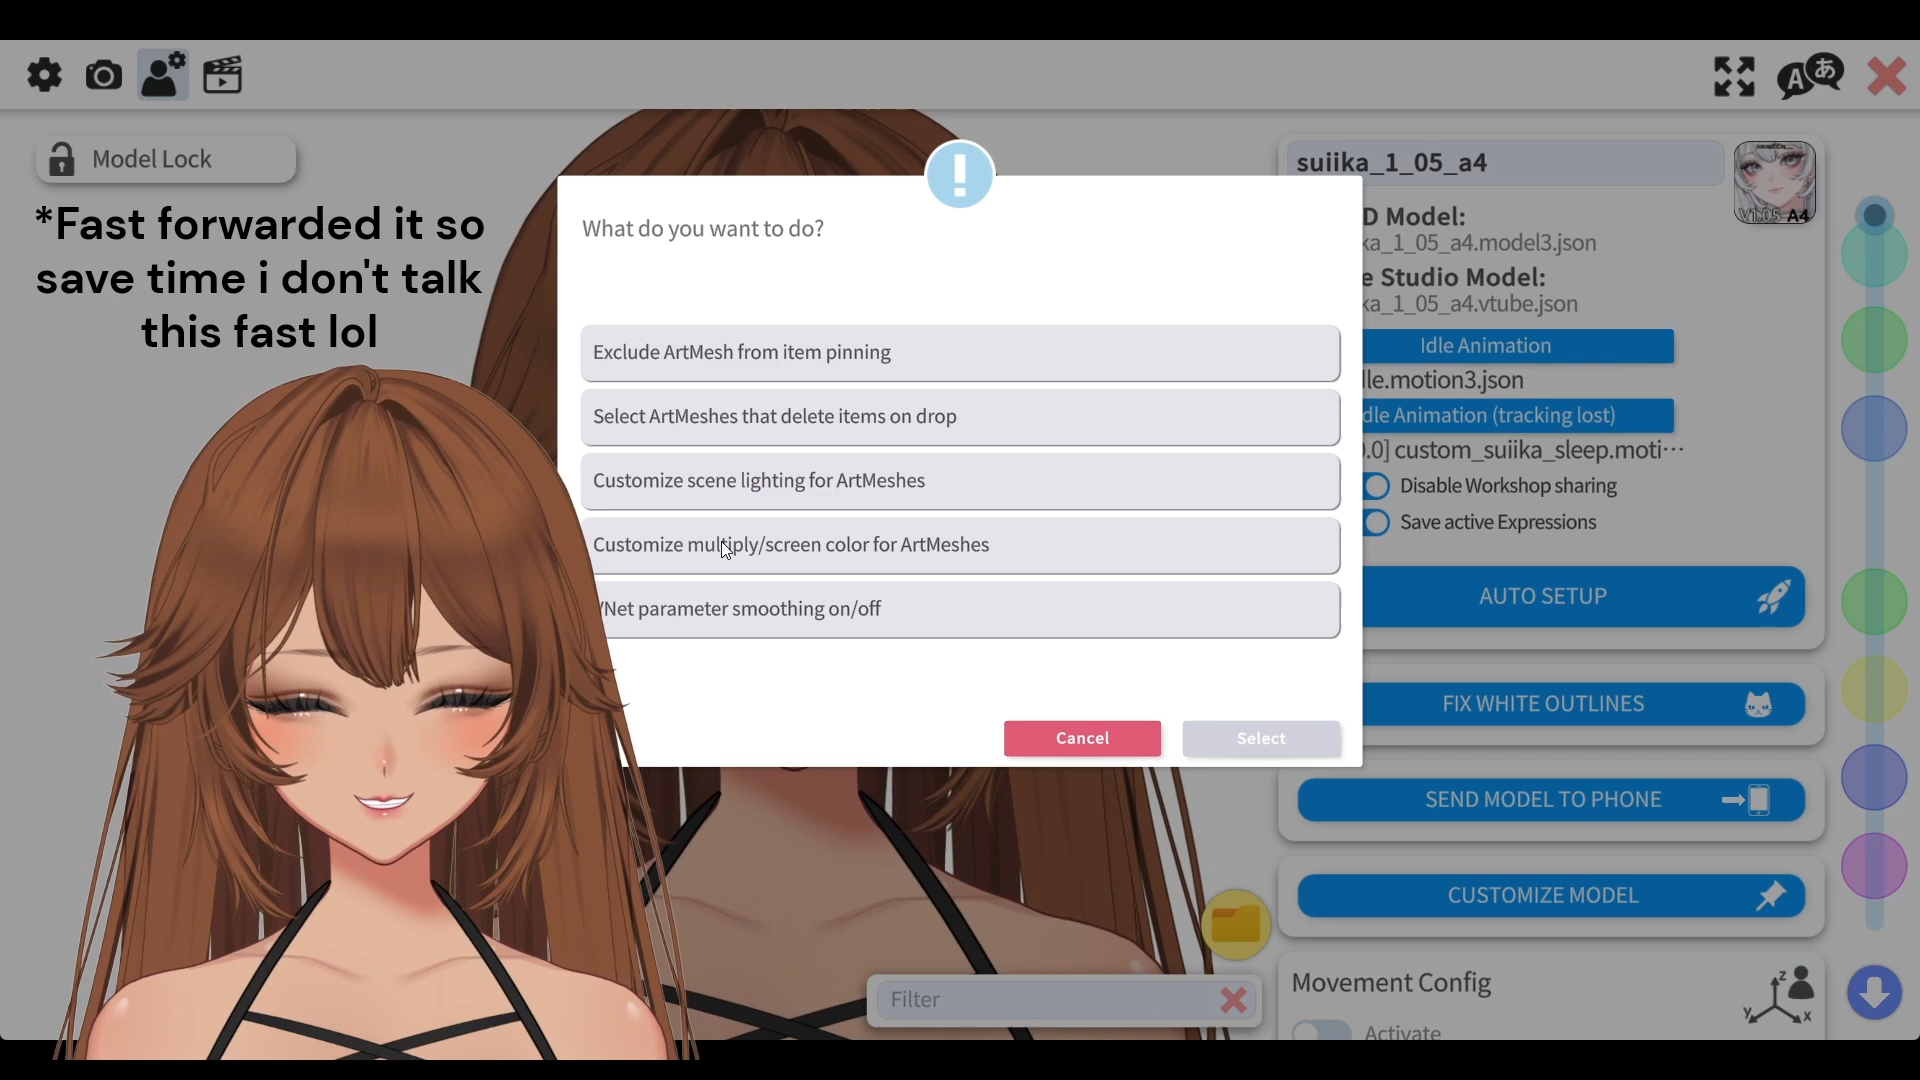 Model Lock
*Fast forwarded it so
save time i don't talk
this fast lol
What do you want to do?
Exclude ArtMesh from item pinning
Select ArtMeshes that delete items on drop
Customize scene lighting for ArtMeshes
Customize multiply/screen color for ArtMeshes
Net parameter smoothing on/off
Cancel
Select
suiika_1_05_a4
V1.05 A4
D Model:
ka_1_05_a4.model3.json
e Studio Model:
ka_1_05_a4.vtube.json
Idle Animation
le.motion3.json
dle Animation (tracking lost)
.0] custom_suiika_sleep.moti···
Disable Workshop sharing
Save active Expressions
AUTO SETUP
FIX WHITE OUTLINES
SEND MODEL TO PHONE
CUSTOMIZE MODEL
Movement Config
z
y
x
Activate
Filter
A あ